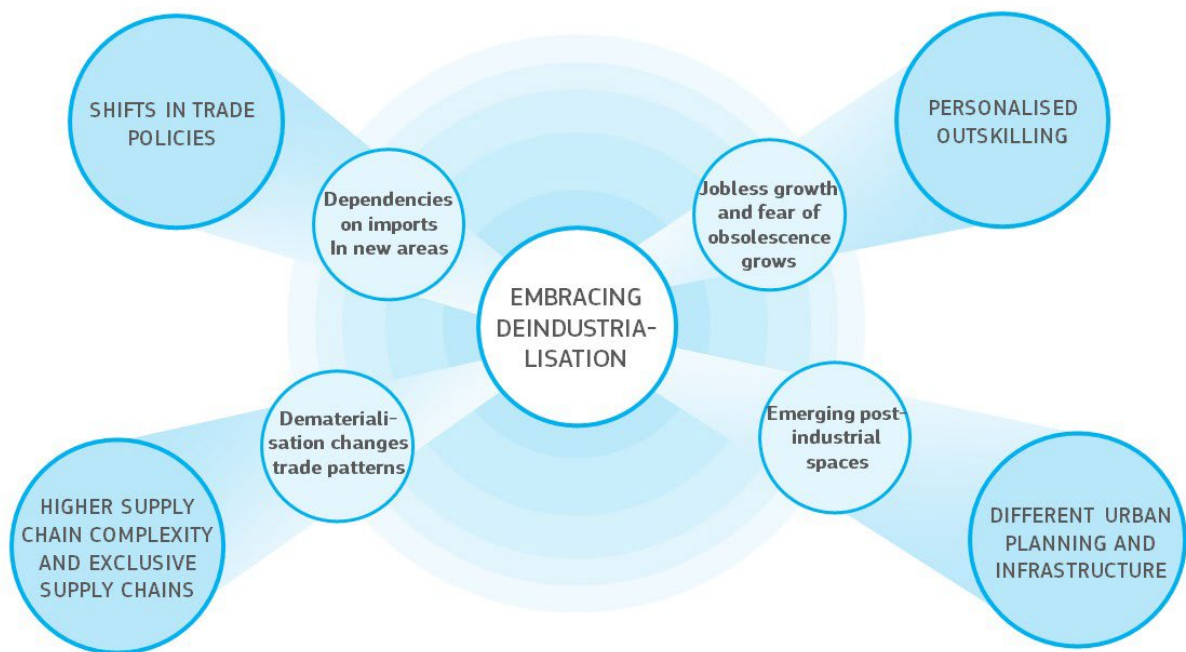 SHIFTS IN TRADE
POLICIES
Dependencies
on imports
In new areas
PERSONALISED
OUTSKILLING
Jobless growth
and fear of
obsolescence
grows
EMBRACING
DEINDUSTRIA-
LISATION
Demateriali-
sation changes
trade patterns
HIGHER SUPPLY
CHAIN COMPLEXITY
AND EXCLUSIVE
SUPPLY CHAINS
Emerging post-
industrial
spaces
DIFFERENT URBAN
PLANNING AND
INFRASTRUCTURE